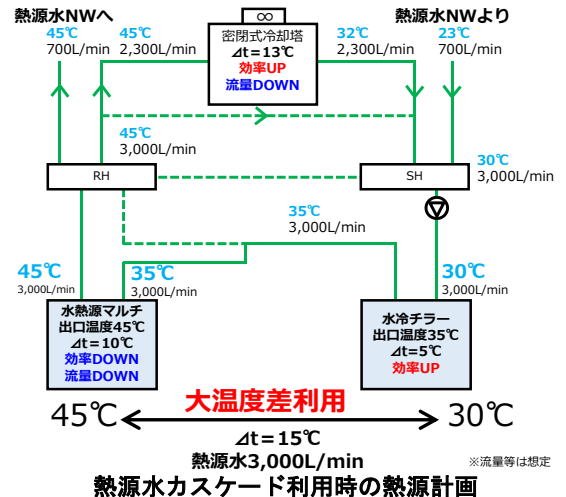 熱源水NWへ
45℃
700L/min
45℃
2,300L/min
∞
密閉式冷却塔
⊿t＝13℃
効率UP
流量DOWN
32℃
2,300L/min
熱源水NWより
23℃
700L/min
45℃
3,000L/min
RH
SH
30℃
3,000L/min
35℃
3,000L/min
45℃
3,000L/min
35℃
3,000L/min
30℃
3,000L/min
水熱源マルチ
出口温度45℃
⊿t＝10℃
効率DOWN
流量DOWN
水冷チラー
出口温度35℃
⊿t=5℃
効率UP
45℃
大温度差利用
30℃
⊿t＝15℃
熱源水3,000L/min
※流量等は想定
熱源水カスケード利用時の熱源計画